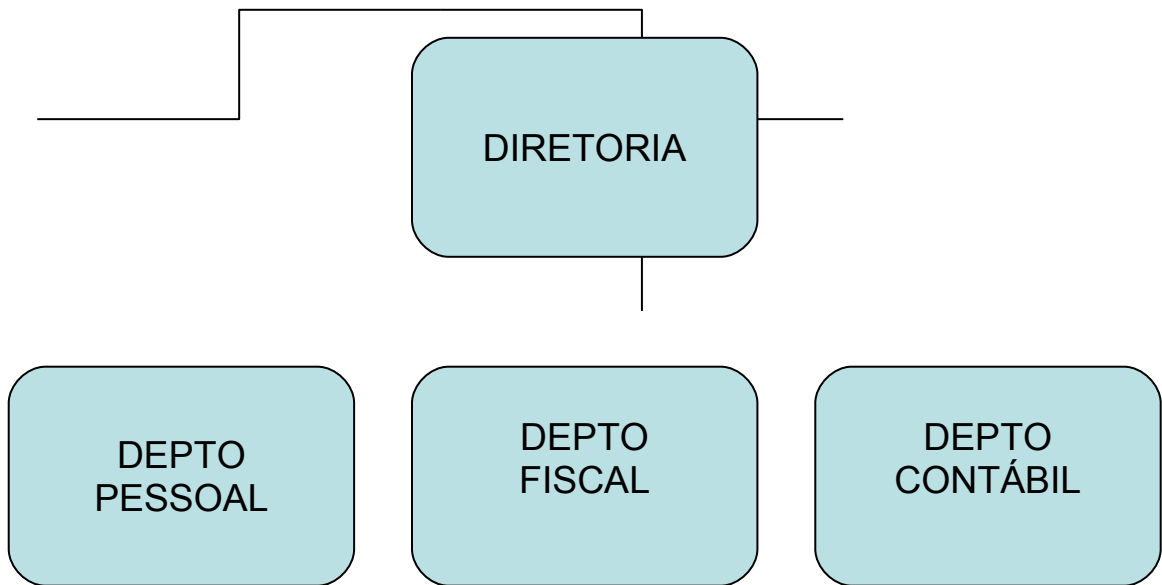 DIRETORIA
DEPTO
PESSOAL
DEPTO
FISCAL
DEPTO
CONTÁBIL